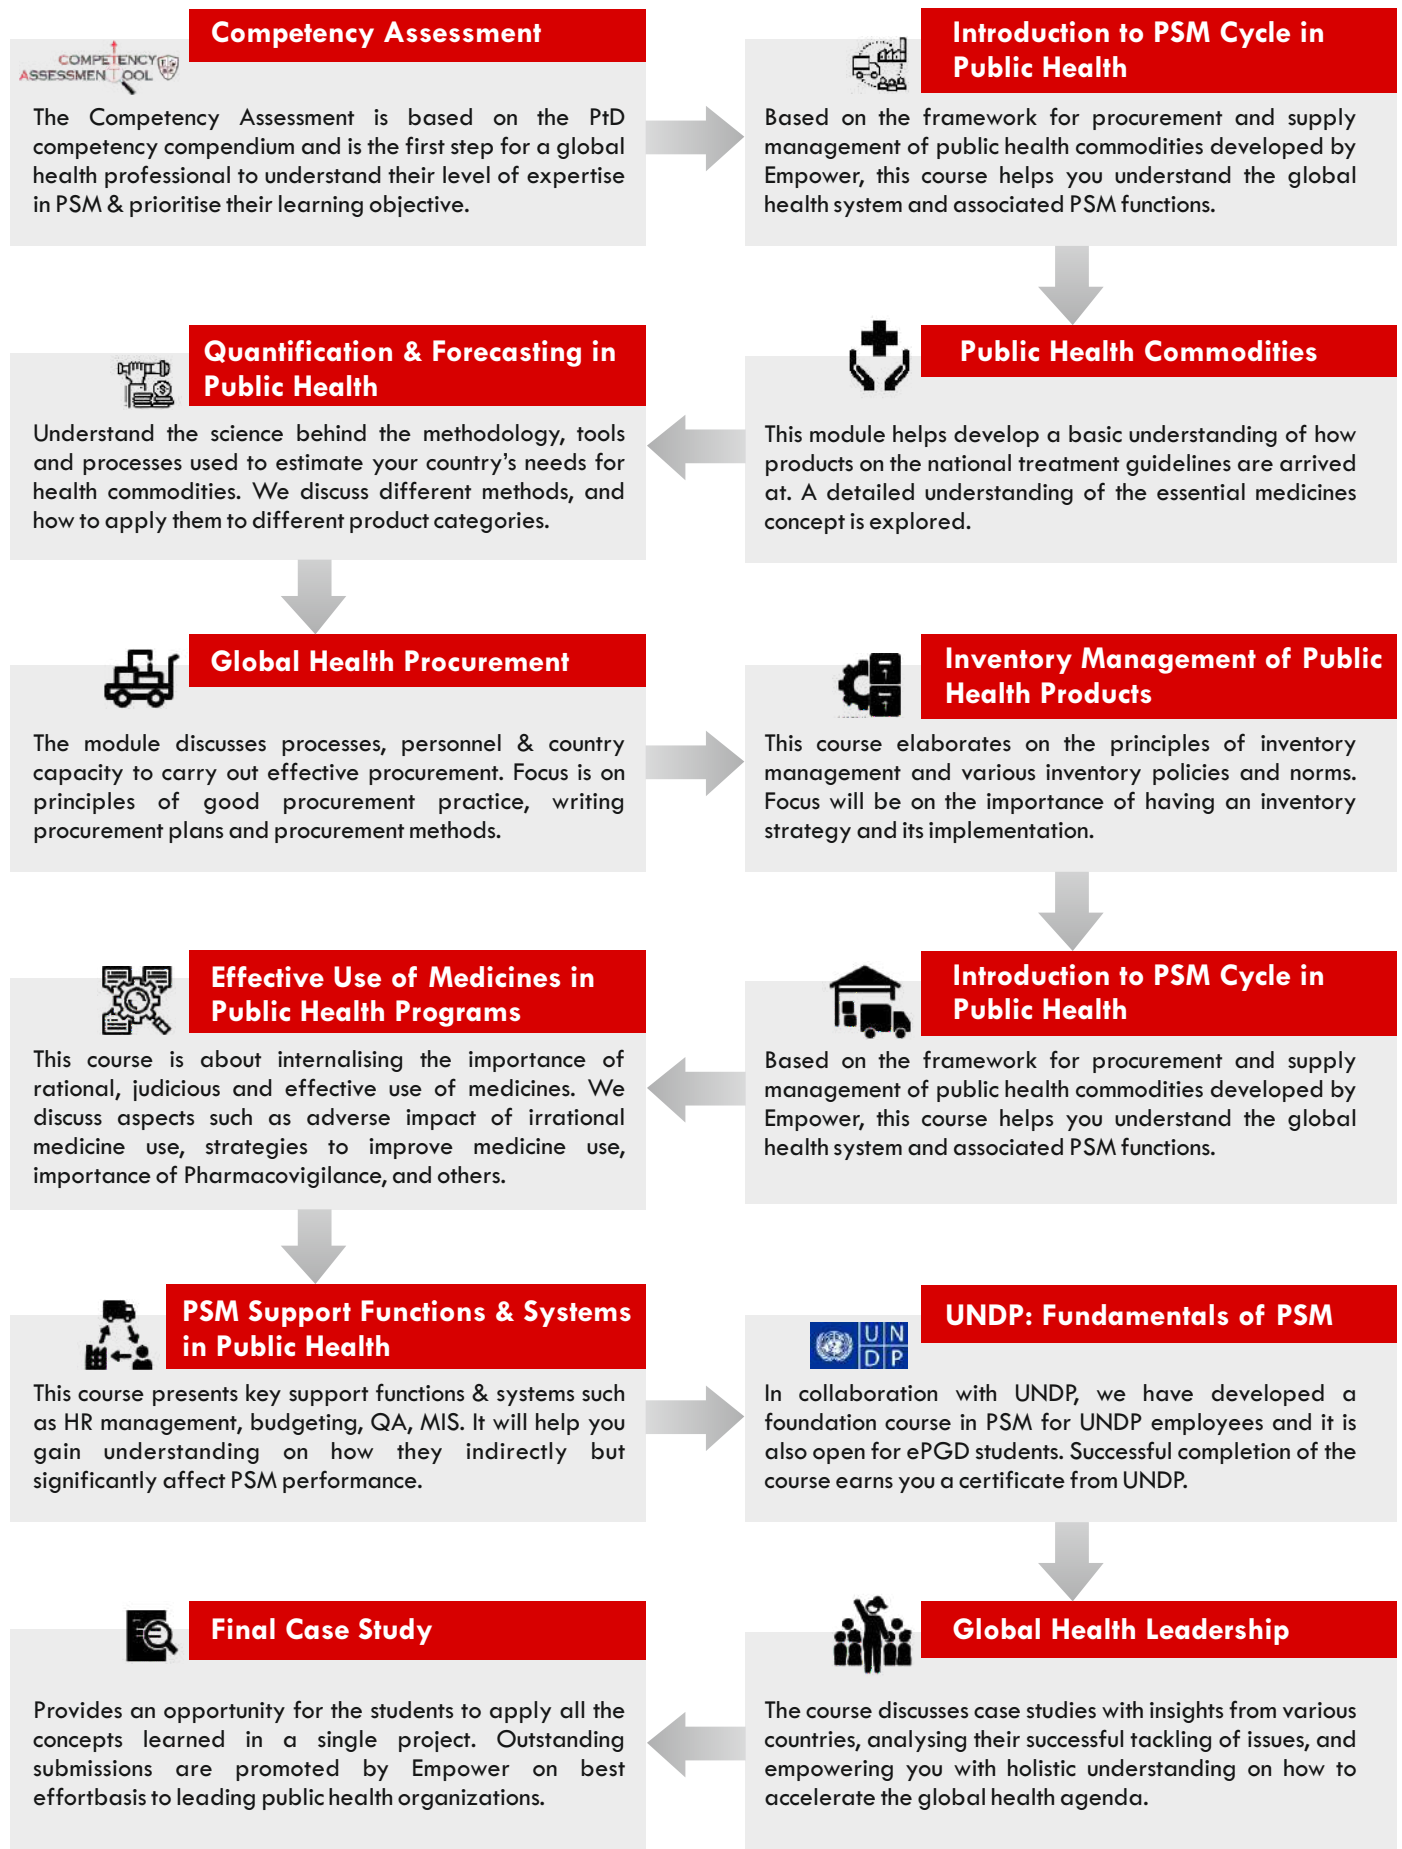 Competency Assessment
COMPETENCY
ASSESSMEN TOOL
The Competency Assessment is based on the PtD
competency compendium and is the first step for a global
health professional to understand their level of expertise
in PSM & prioritise their learning objective.
Introduction to PSM Cycle in
Public Health
Based on the framework for procurement and supply
management of public health commodities developed by
Empower, this course helps you understand the global
health system and associated PSM functions.
Public Health Commodities
This module helps develop a basic understanding of how
products on the national treatment guidelines are arrived
at. A detailed understanding of the essential medicines
concept is explored.
Quantification & Forecasting in
Public Health
Understand the science behind the methodology, tools
and processes used to estimate your country’s needs for
health commodities. We discuss different methods, and
how to apply them to different product categories.
Global Health Procurement
The module discusses processes, personnel & country
capacity to carry out effective procurement. Focus is on
principles of good procurement practice, writing
procurement plans and procurement methods.
Inventory Management of Public
Health Products
This course elaborates on the principles of inventory
management and various inventory policies and norms.
Focus will be on the importance of having an inventory
strategy and its implementation.
Introduction to PSM Cycle in
Public Health
Based on the framework for procurement and supply
management of public health commodities developed by
Empower, this course helps you understand the global
health system and associated PSM functions.
Effective Use of Medicines in
Public Health Programs
This course is about internalising the importance of
rational, judicious and effective use of medicines. We
discuss aspects such as adverse impact of irrational
medicine use, strategies to improve medicine use,
importance of Pharmacovigilance, and others.
PSM Support Functions & Systems
in Public Health
This course presents key support functions & systems such
as HR management, budgeting, QA, MIS. It will help you
gain understanding on how they indirectly but
significantly affect PSM performance.
UNDP: Fundamentals of PSM
U N
D P
In collaboration with UNDP, we have developed a
foundation course in PSM for UNDP employees and it is
also open for ePGD students. Successful completion of the
course earns you a certificate from UNDP.
Global Health Leadership
The course discusses case studies with insights from various
countries, analysing their successful tackling of issues, and
empowering you with holistic understanding on how to
accelerate the global health agenda.
Final Case Study
Provides an opportunity for the students to apply all the
concepts learned in a single project. Outstanding
submissions are promoted by Empower on best
effortbasis to leading public health organizations.